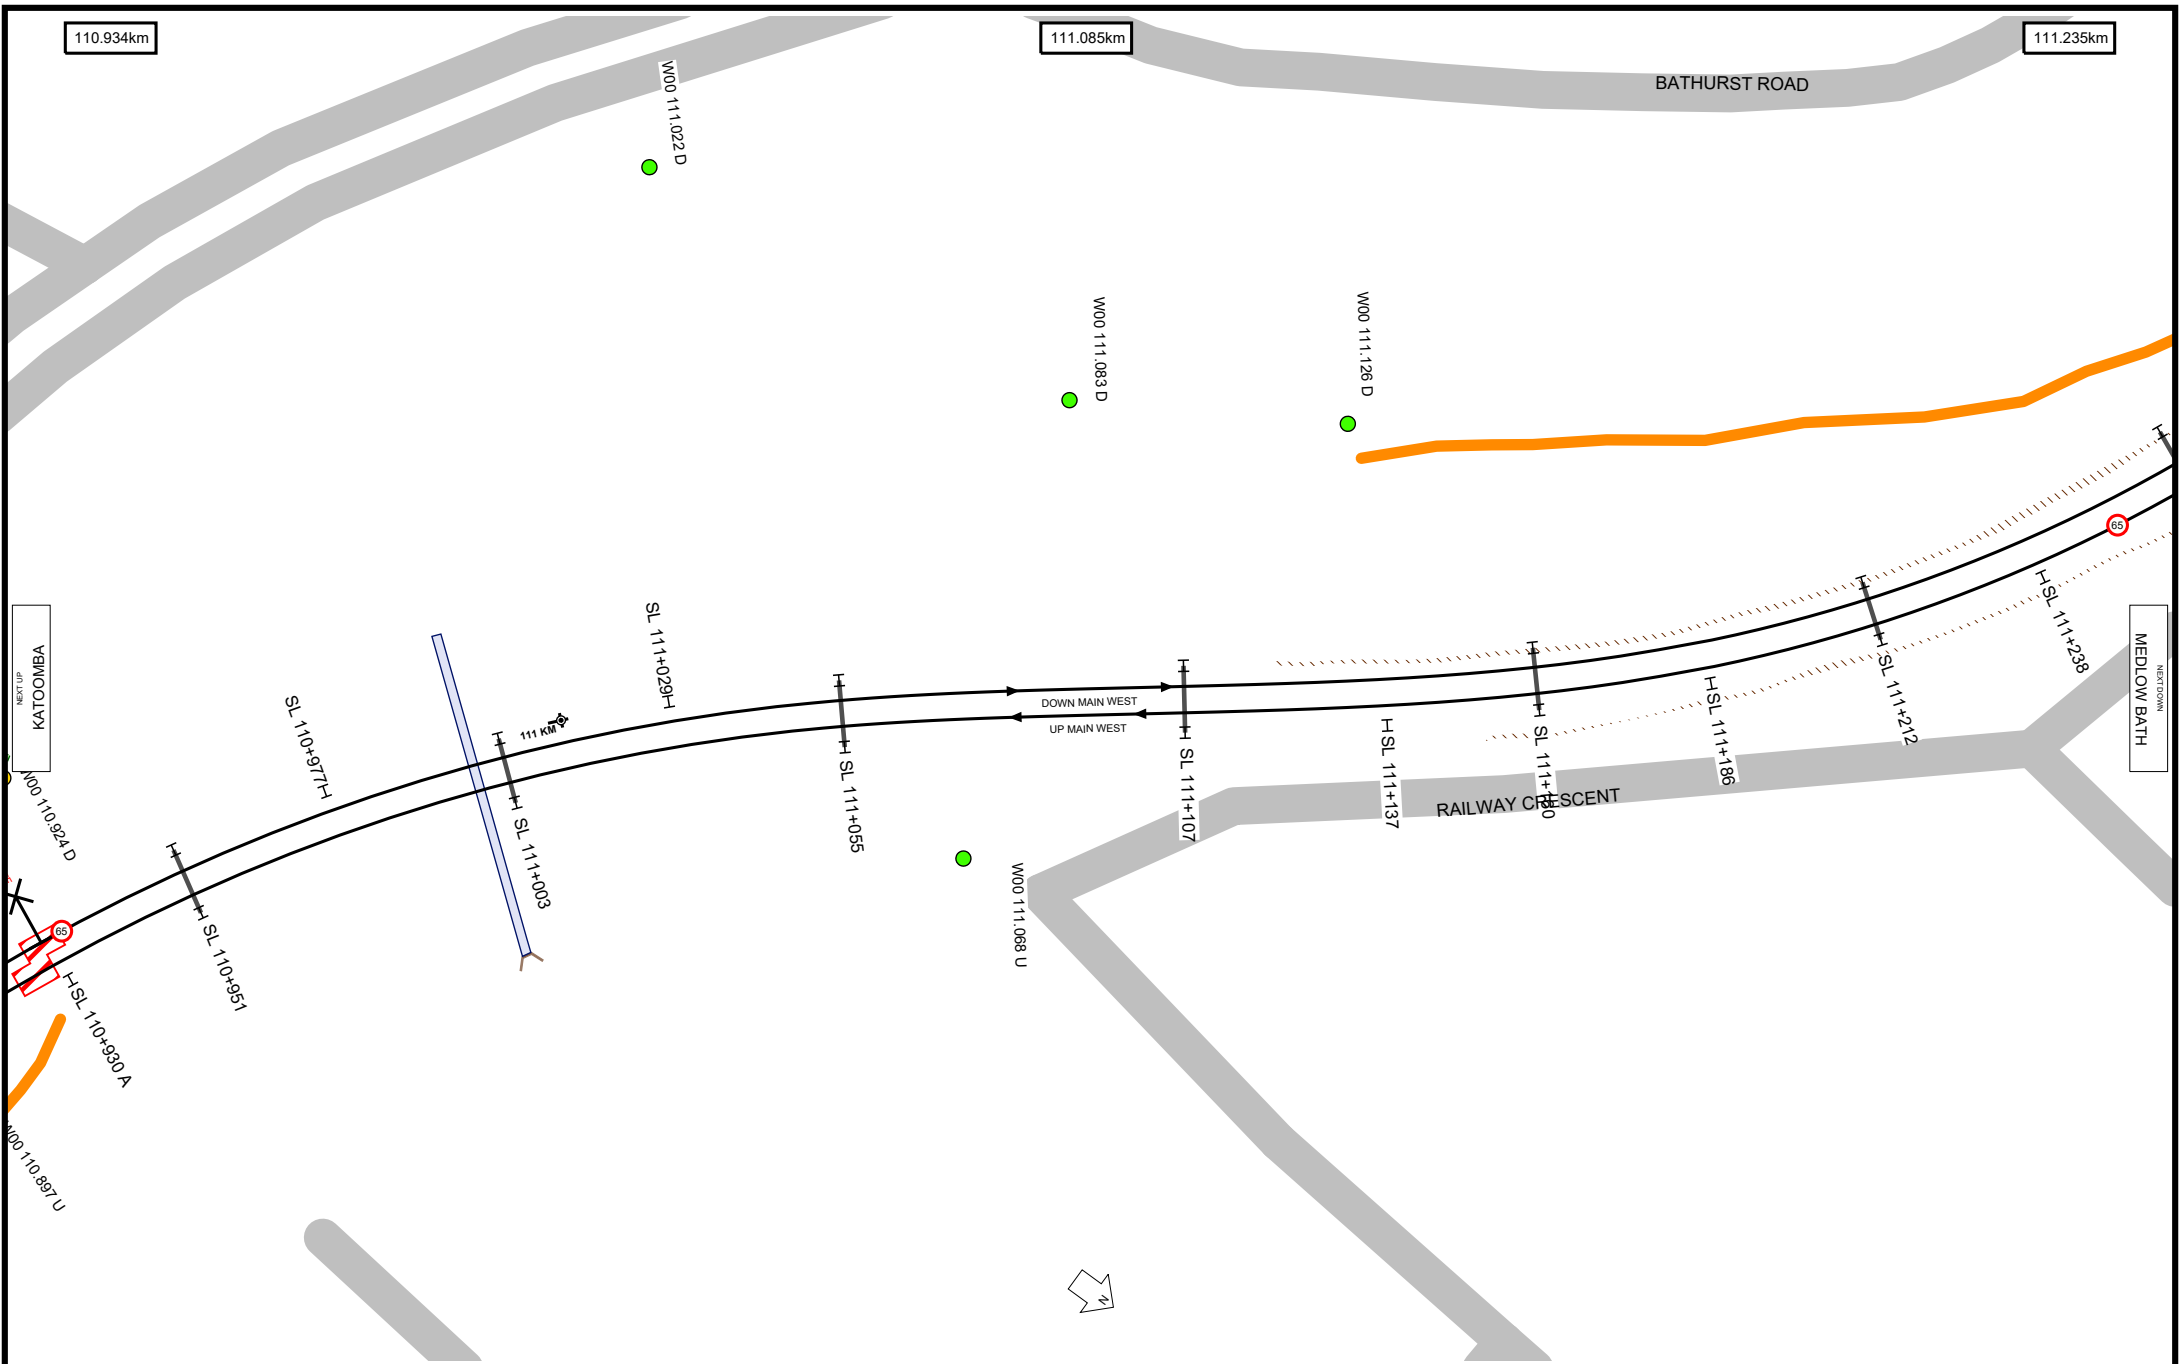 110.934km
111.085km
111.235km
BATHURST ROAD
W00 111.022 D
W00 111.083 D
W00 111.126 D
NEXT UP
KATOOMBA
NEXT DOWN
MEDLOW BATH
SL 110+977
111 KM
SL 111+029
DOWN MAIN WEST
UP MAIN WEST
65
SL 111+238
SL 111+212
SL 111+186
SL 111+137
SL 111+107
SL 111+055
SL 111+003
SL 110+951
RAILWAY CRESCENT
W00 110.924 D
65
SL 110+930 A
W00 111.068 U
W00 110.897 U
N